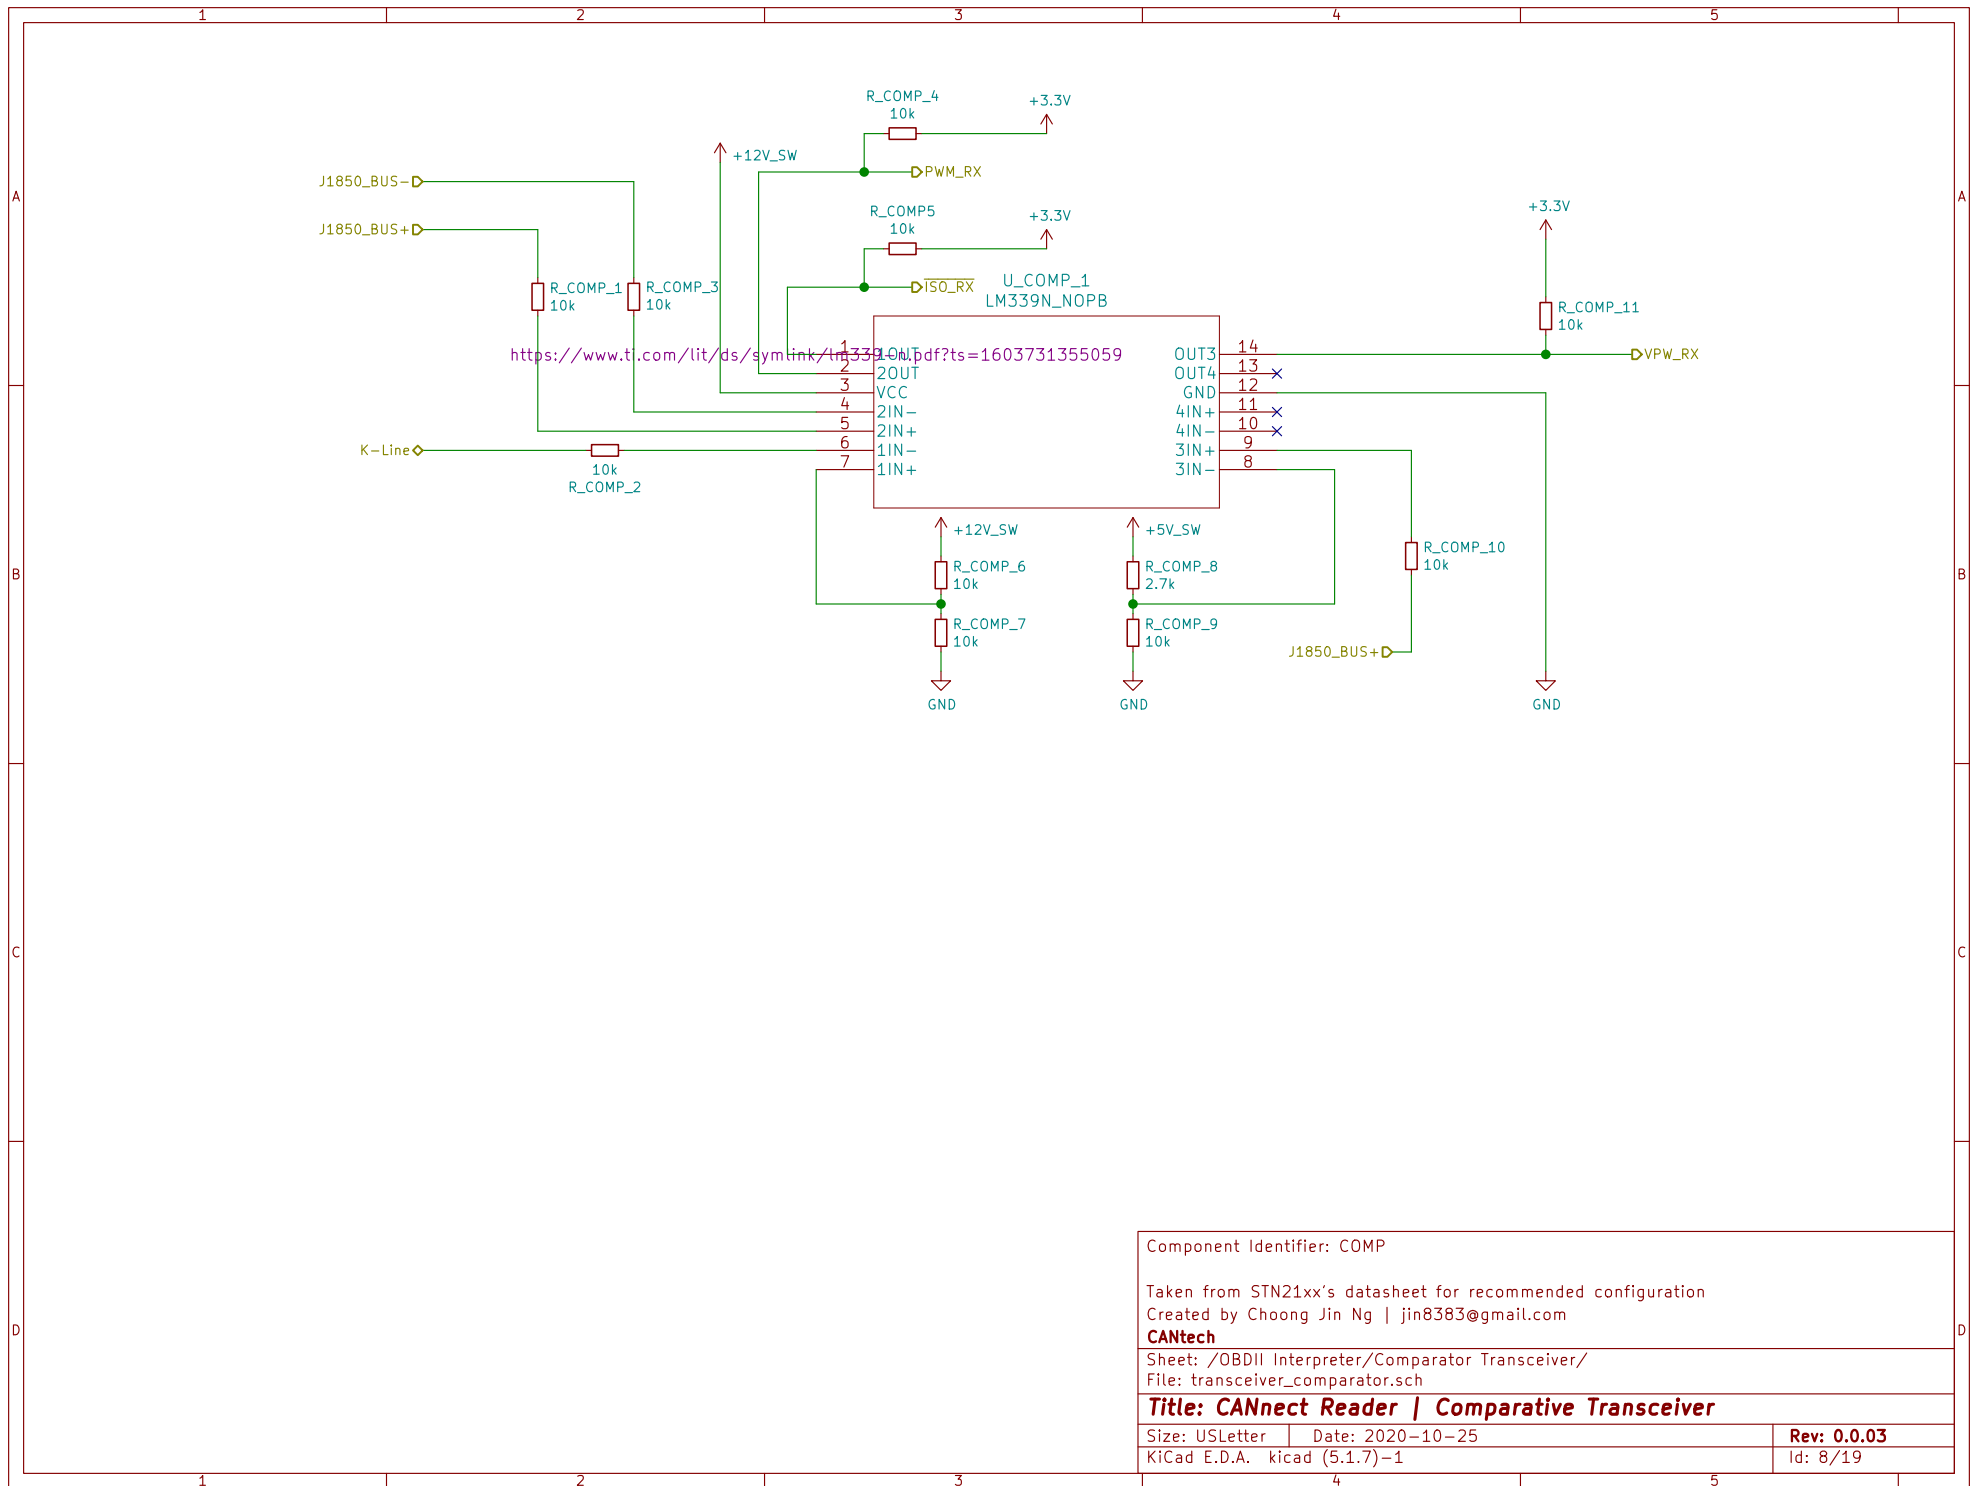 1 2 3 4 5
A
B
C
D
A
B
C
D
R_COMP_4
10k
+3.3V
+12V_SW
PWM_RX
J1850_BUS-
J1850_BUS+
R_COMP5
10k
+3.3V
ISO_RX
+3.3V
R_COMP_1
10k
R_COMP_3
10k
U_COMP_1
LM339N_NOPB
R_COMP_11
10k
VPW_RX
https://www.ti.com/lit/ds/symlink/lm339-n.pdf?ts=1603731355059
1 1OUT
2 2OUT
3 VCC
4 2IN-
5 2IN+
6 1IN-
7 1IN+
OUT3 14
OUT4 13
GND 12
4IN+ 11
4IN- 10
3IN+ 9
3IN- 8
K-Line
10k
R_COMP_2
+12V_SW
R_COMP_6
10k
R_COMP_7
10k
GND
+5V_SW
R_COMP_8
2.7k
R_COMP_9
10k
GND
R_COMP_10
10k
J1850_BUS+
GND
Component Identifier: COMP
Taken from STN21xx's datasheet for recommended configuration
Created by Choong Jin Ng | jin8383@gmail.com
CANtech
Sheet: /OBDII Interpreter/Comparator Transceiver/
File: transceiver_comparator.sch
Title: CANnect Reader | Comparative Transceiver
Size: USLetter Date: 2020-10-25 Rev: 0.0.03
KiCad E.D.A. kicad (5.1.7)-1 Id: 8/19
1 2 3 4 5